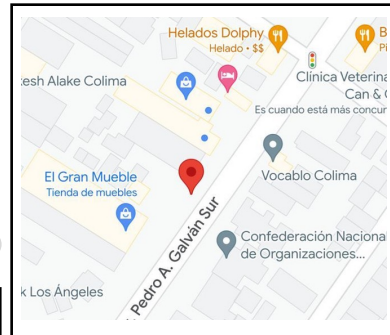 Helados Dolphy
Helado • $$
B
Pi
tesh Alake Colima
Clínica Veterina
Can & C
Es cuando está más concur
El Gran Mueble
Tienda de muebles
Vocablo Colima
Pedro A. Galván Sur
Confederación Nacional
de Organizaciones...
k Los Ángeles